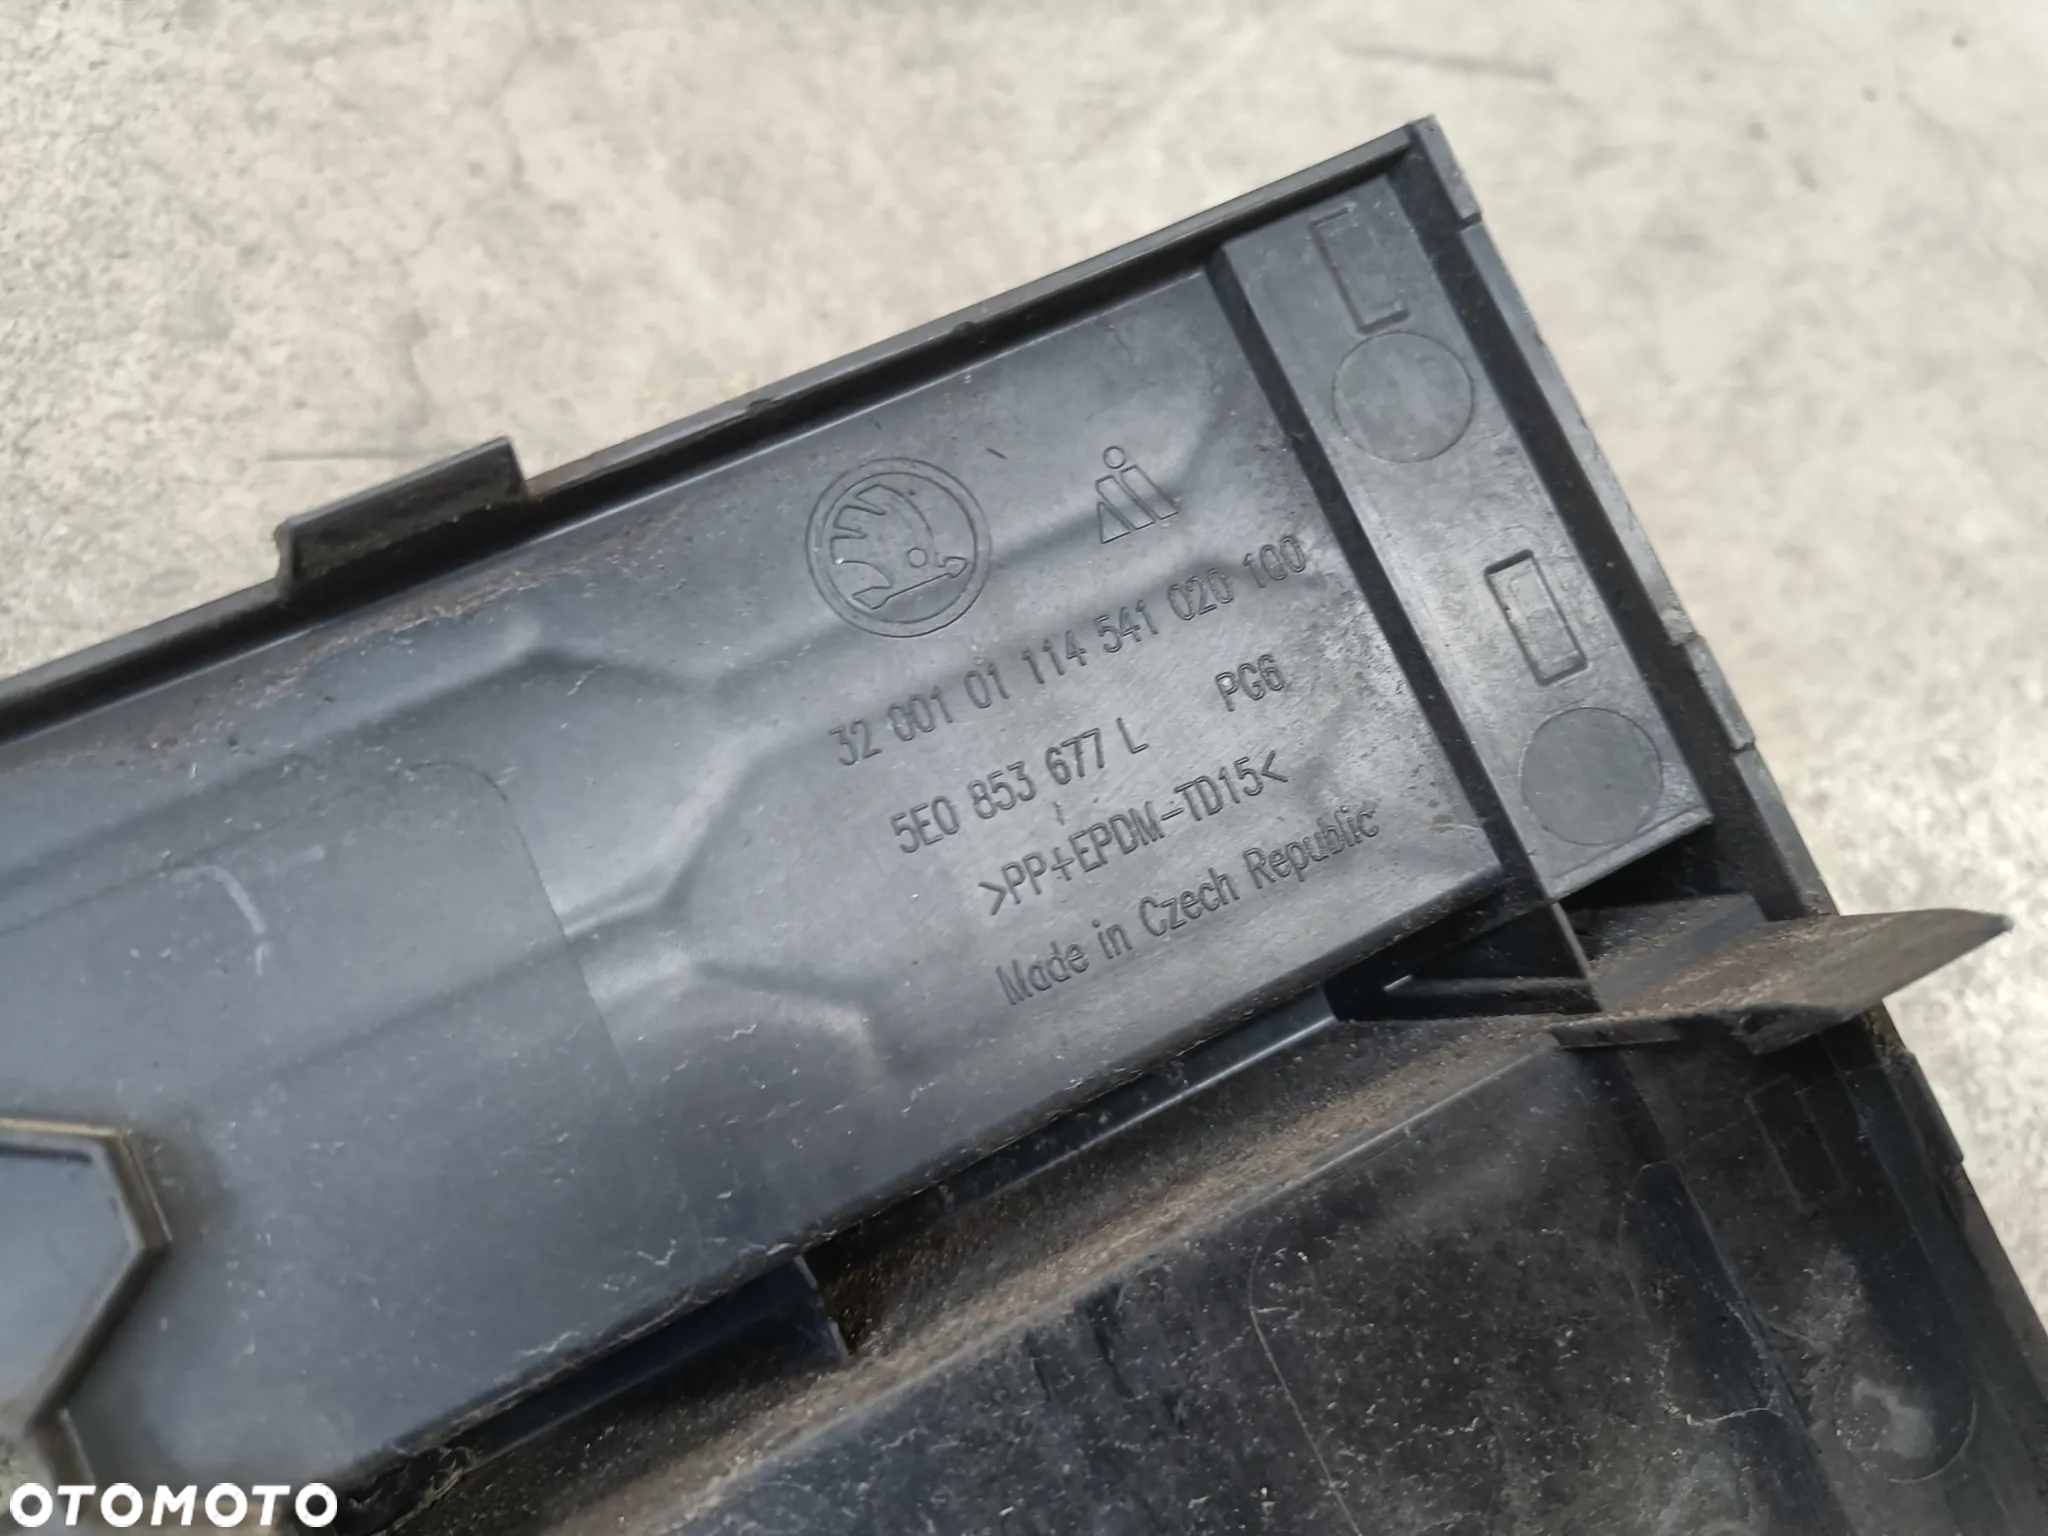 32 001 01 114 541 020 100
5E0 853 677 L PG6
>PP+EPDM-TD15<
Made in Czech Republic
OTOMOTO